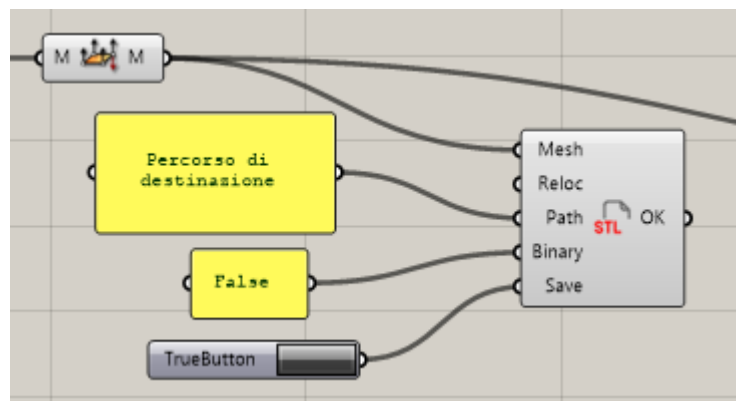 M M
Percorso di
destinazione
False
TrueButton
Mesh
Reloc
Path STL OK
Binary
Save